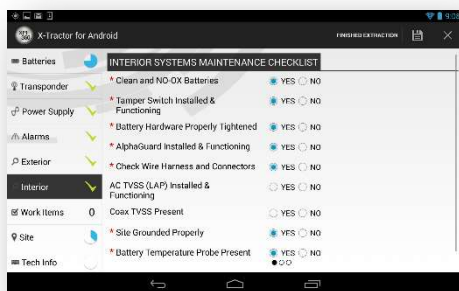 9:08
X-Tractor for Android
FINISHED EXTRACTION
Batteries
Transponder
Power Supply
Alarms
Exterior
Interior
Work Items 0
Site
Tech Info
INTERIOR SYSTEMS MAINTENANCE CHECKLIST
* Clean and NO-OX Batteries YES NO
* Tamper Switch Installed &
Functioning YES NO
* Battery Hardware Properly Tightened YES NO
* AlphaGuard Installed & Functioning YES NO
* Check Wire Harness and Connectors YES NO
AC TVSS (LAP) Installed &
Functioning YES NO
Coax TVSS Present YES NO
* Site Grounded Properly YES NO
* Battery Temperature Probe Present YES NO